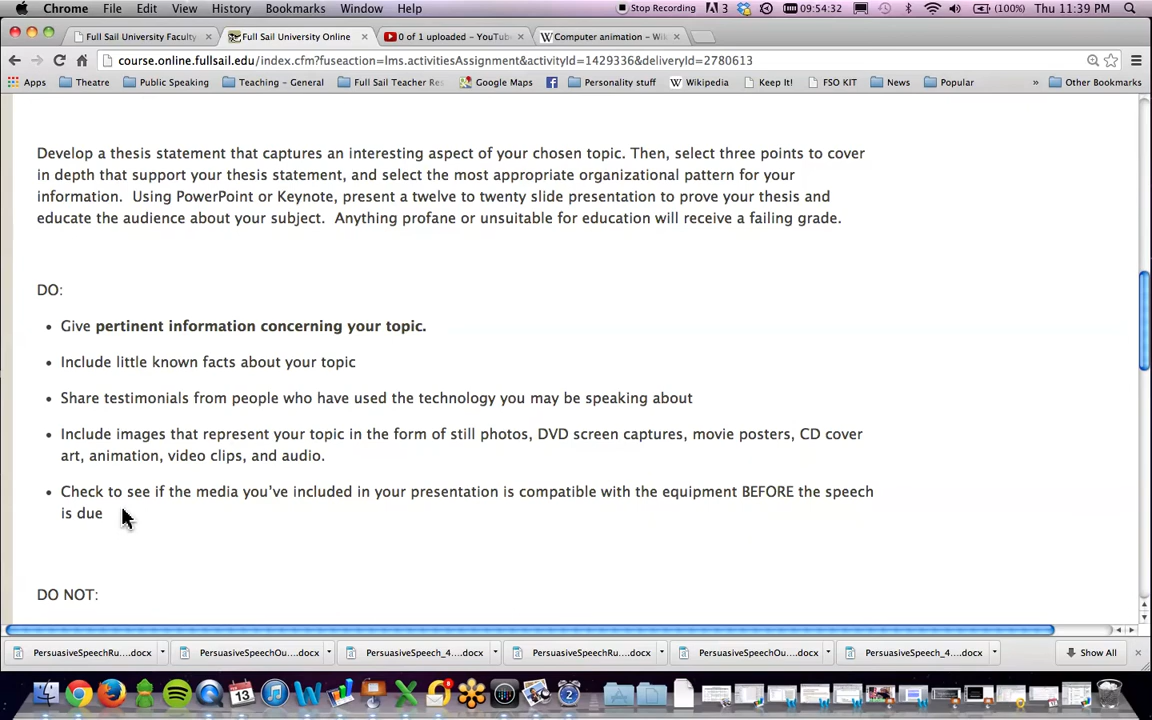 Chrome File Edit View History Bookmarks Window Help Stop Recording 3 09:54:32 (100%) Thu 11:39 PM
Full Sail University Faculty × Full Sail University Online × 0 of 1 uploaded - YouTub × Computer animation - Wik ×
course.online.fullsail.edu/index.cfm?fuseaction=lms.activitiesAssignment&activityId=1429336&deliveryId=2780613
Apps Theatre Public Speaking Teaching – General Full Sail Teacher Res Google Maps Personality stuff Wikipedia Keep It! FSO KIT News Popular » Other Bookmarks
Develop a thesis statement that captures an interesting aspect of your chosen topic. Then, select three points to cover
in depth that support your thesis statement, and select the most appropriate organizational pattern for your
information. Using PowerPoint or Keynote, present a twelve to twenty slide presentation to prove your thesis and
educate the audience about your subject. Anything profane or unsuitable for education will receive a failing grade.
DO:
• Give pertinent information concerning your topic.
• Include little known facts about your topic
• Share testimonials from people who have used the technology you may be speaking about
• Include images that represent your topic in the form of still photos, DVD screen captures, movie posters, CD cover
art, animation, video clips, and audio.
• Check to see if the media you’ve included in your presentation is compatible with the equipment BEFORE the speech
is due
DO NOT:
PersuasiveSpeechRu....docx PersuasiveSpeechOu....docx PersuasiveSpeech_4....docx PersuasiveSpeechRu....docx PersuasiveSpeechOu....docx PersuasiveSpeech_4....docx Show All ×